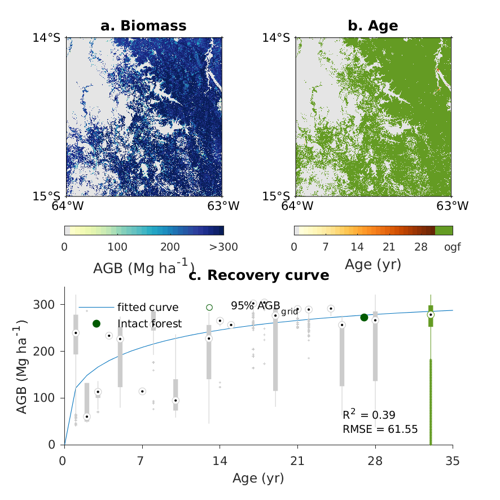 a. Biomass
b. Age
14°S
15°S
64°W
63°W
14°S
15°S
64°W
63°W
0 100 200 >300
AGB (Mg ha⁻¹)
0 7 14 21 28 ogf
Age (yr)
c. Recovery curve
fitted curve
95% AGB_grid
Intact forest
AGB (Mg ha⁻¹)
300
200
100
0
R² = 0.39
RMSE = 61.55
0 7 14 21 28 35
Age (yr)